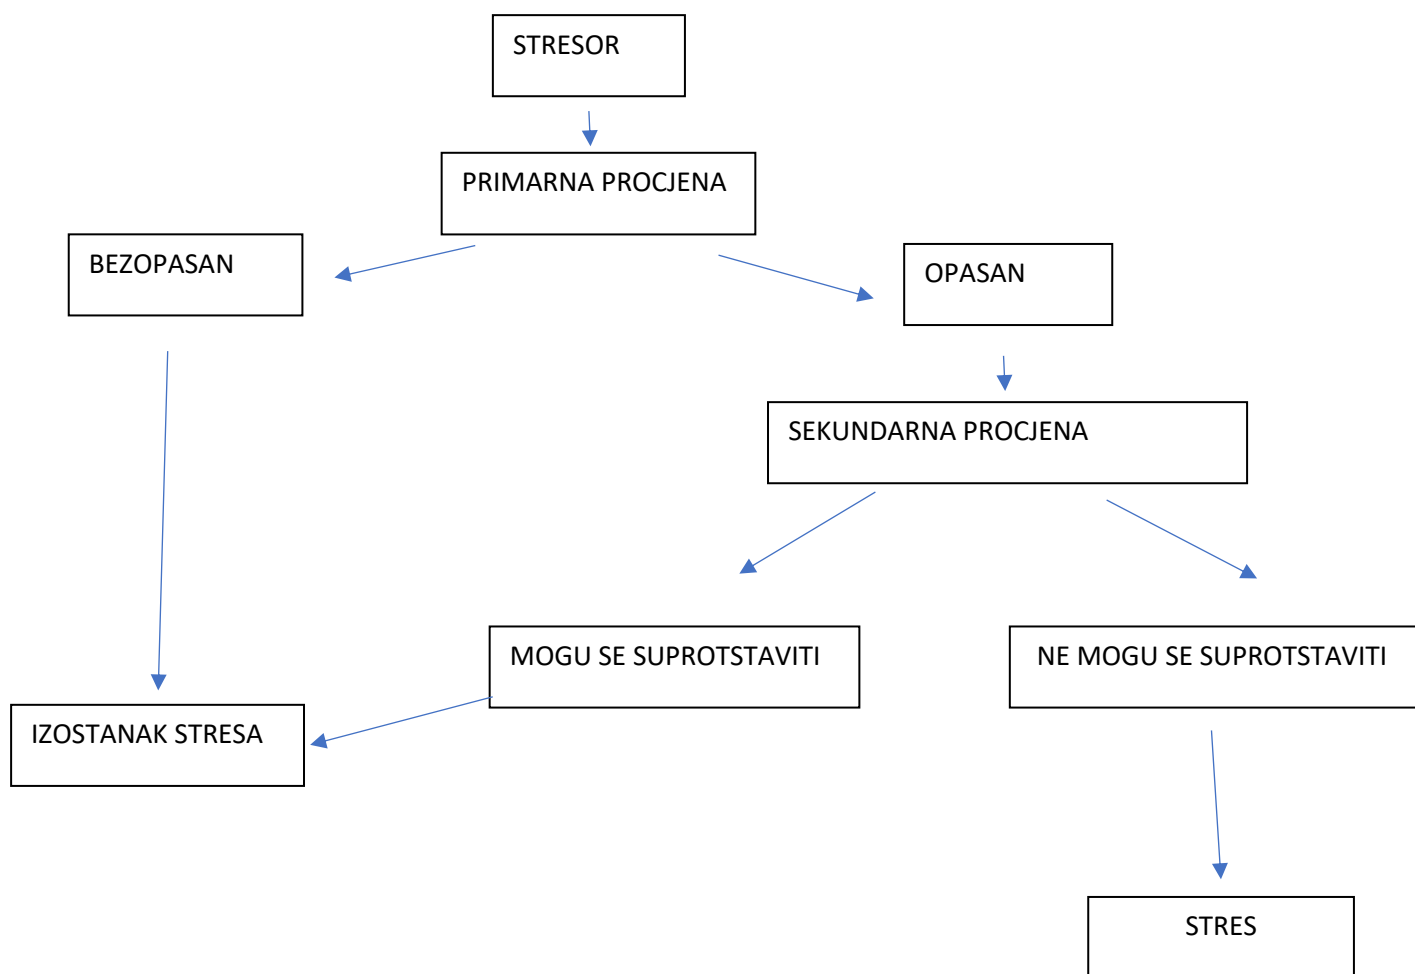 STRESOR
PRIMARNA PROCJENA
BEZOPASAN
OPASAN
SEKUNDARNA PROCJENA
MOGU SE SUPROTSTAVITI
NE MOGU SE SUPROTSTAVITI
IZOSTANAK STRESA
STRES